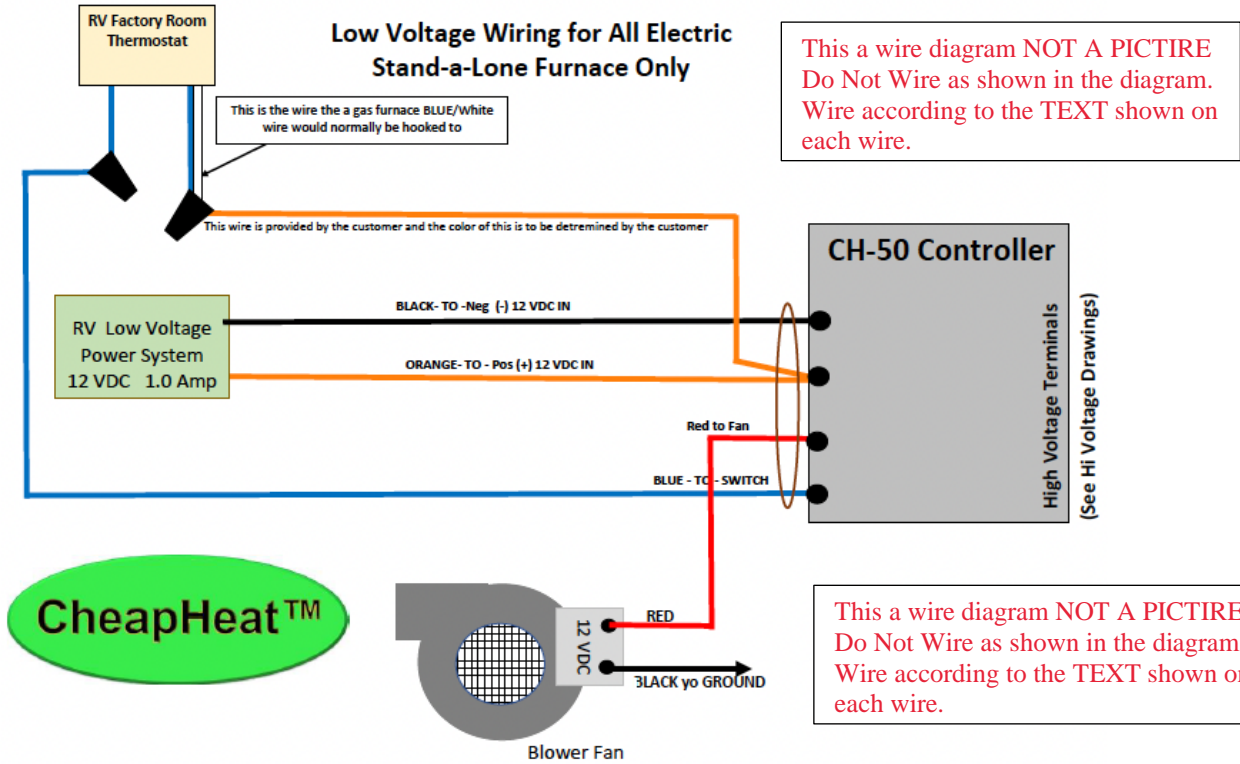 RV Factory Room
Thermostat
Low Voltage Wiring for All Electric
Stand-a-Lone Furnace Only
This a wire diagram NOT A PICTIRE
Do Not Wire as shown in the diagram.
Wire according to the TEXT shown on
each wire.
This is the wire the a gas furnace BLUE/White
wire would normally be hooked to
This wire is provided by the customer and the color of this is to be detremined by the customer
CH-50 Controller
BLACK- TO -Neg (-) 12 VDC IN
RV Low Voltage
Power System
12 VDC 1.0 Amp
ORANGE- TO - Pos (+) 12 VDC IN
Red to Fan
BLUE - TO - SWITCH
High Voltage Terminals
(See Hi Voltage Drawings)
CheapHeat™
12 VDC
RED
BLACK yo GROUND
Blower Fan
This a wire diagram NOT A PICTIRE
Do Not Wire as shown in the diagram
Wire according to the TEXT shown on
each wire.